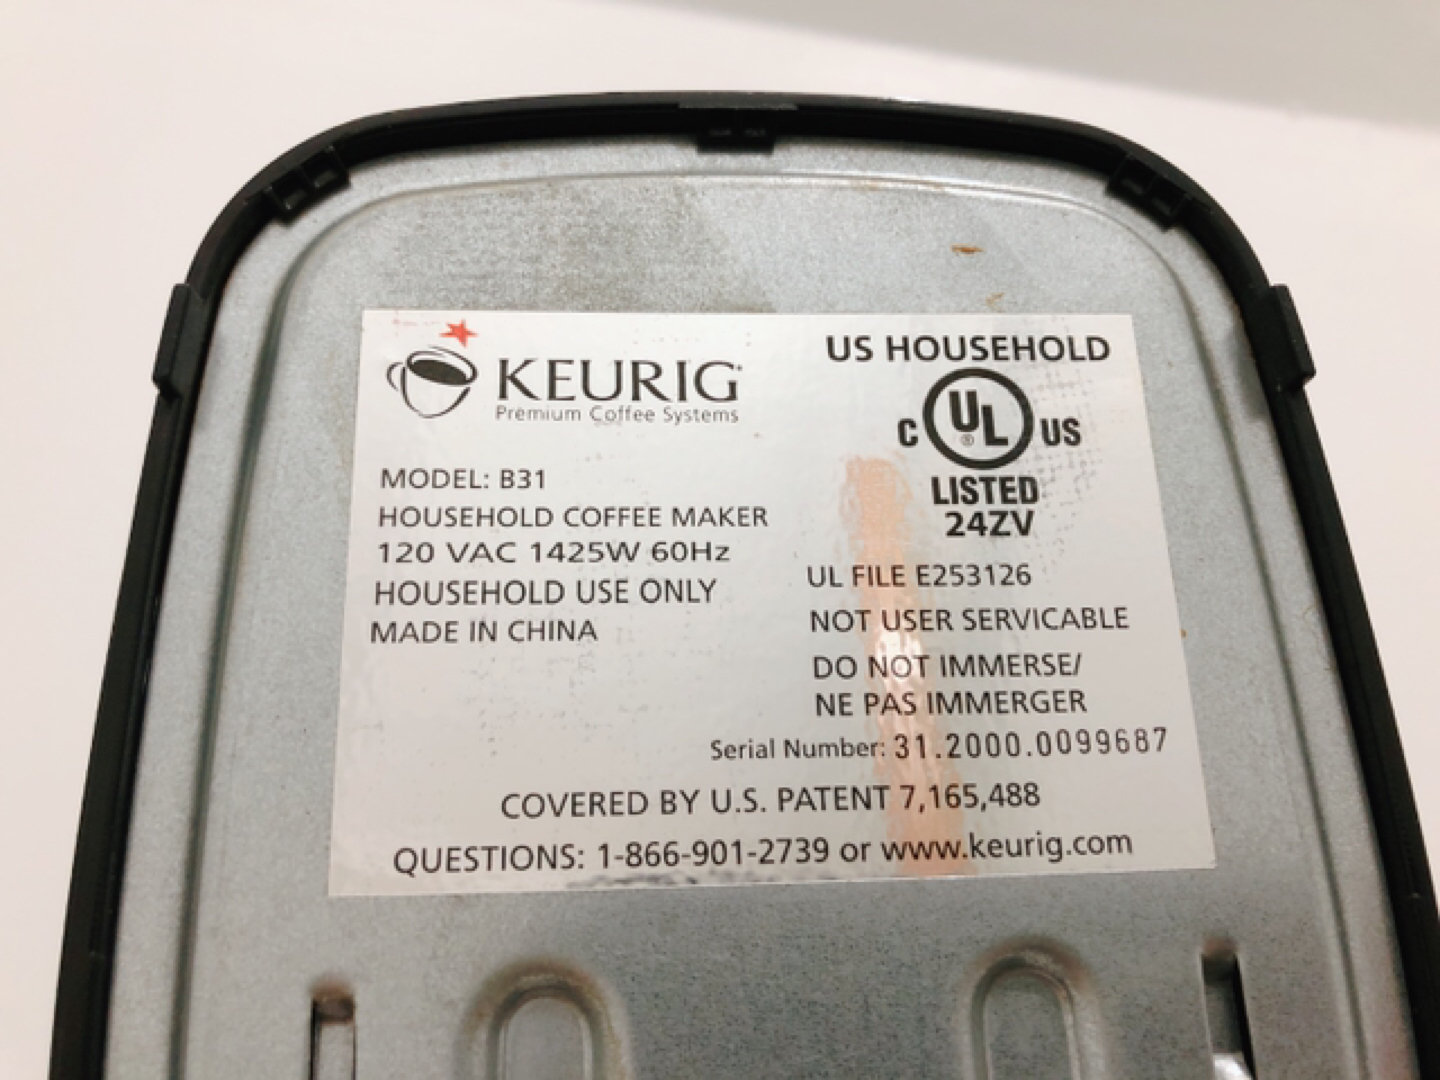 KEURIG
Premium Coffee Systems
MODEL: B31
HOUSEHOLD COFFEE MAKER
120 VAC 1425W 60Hz
HOUSEHOLD USE ONLY
MADE IN CHINA
US HOUSEHOLD
C UL® US
LISTED
24ZV
UL FILE E253126
NOT USER SERVICABLE
DO NOT IMMERSE/
NE PAS IMMERGER
Serial Number: 31.2000.0099687
COVERED BY U.S. PATENT 7,165,488
QUESTIONS: 1-866-901-2739 or www.keurig.com